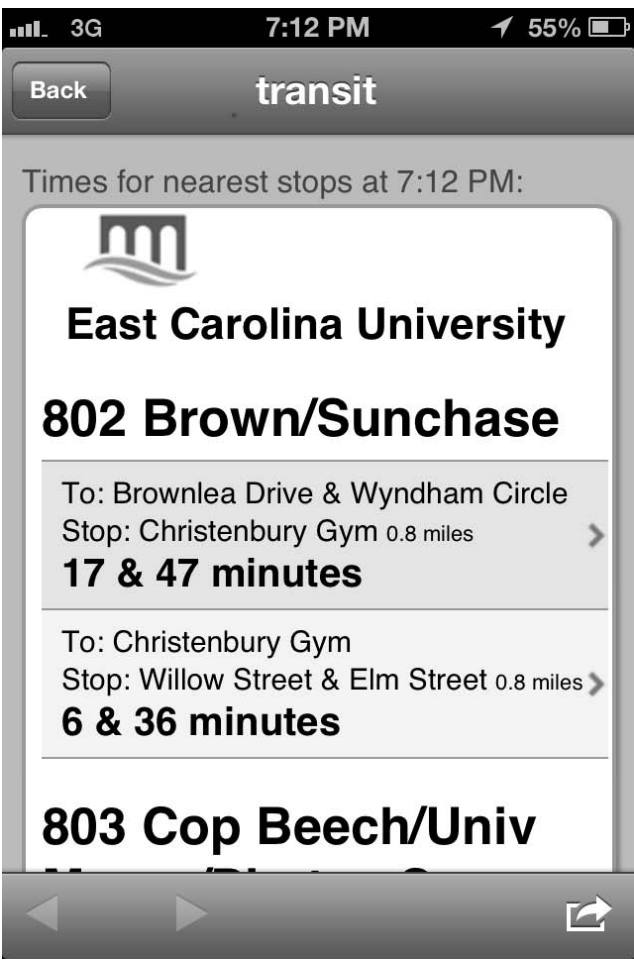 3G 7:12 PM 55%
Back transit
Times for nearest stops at 7:12 PM:
East Carolina University
802 Brown/Sunchase
To: Brownlea Drive & Wyndham Circle
Stop: Christenbury Gym 0.8 miles
17 & 47 minutes
To: Christenbury Gym
Stop: Willow Street & Elm Street 0.8 miles
6 & 36 minutes
803 Cop Beech/Univ